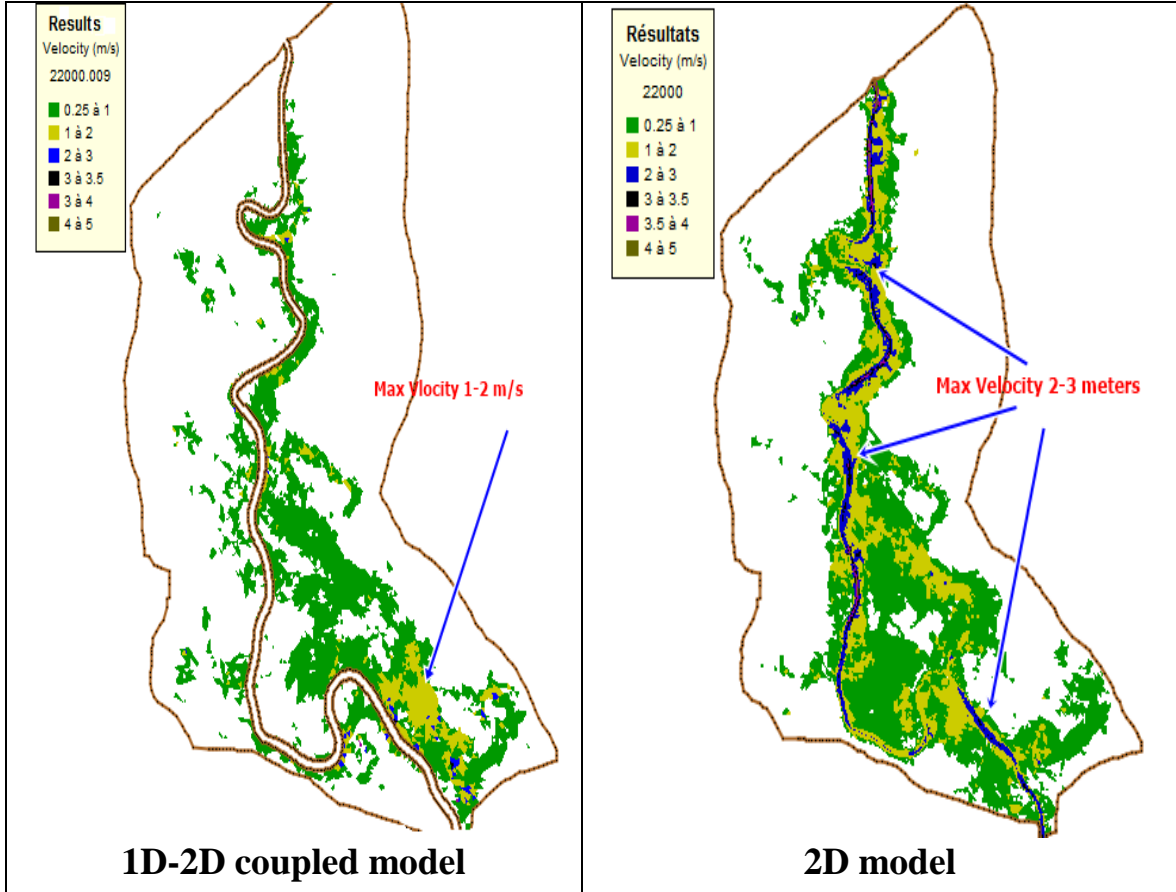 Results
Velocity (m/s)
22000.009
0.25 à 1
1 à 2
2 à 3
3 à 3.5
3 à 4
4 à 5
Max Vlocity 1-2 m/s
1D-2D coupled model
Résultats
Velocity (m/s)
22000
0.25 à 1
1 à 2
2 à 3
3 à 3.5
3.5 à 4
4 à 5
Max Velocity 2-3 meters
2D model